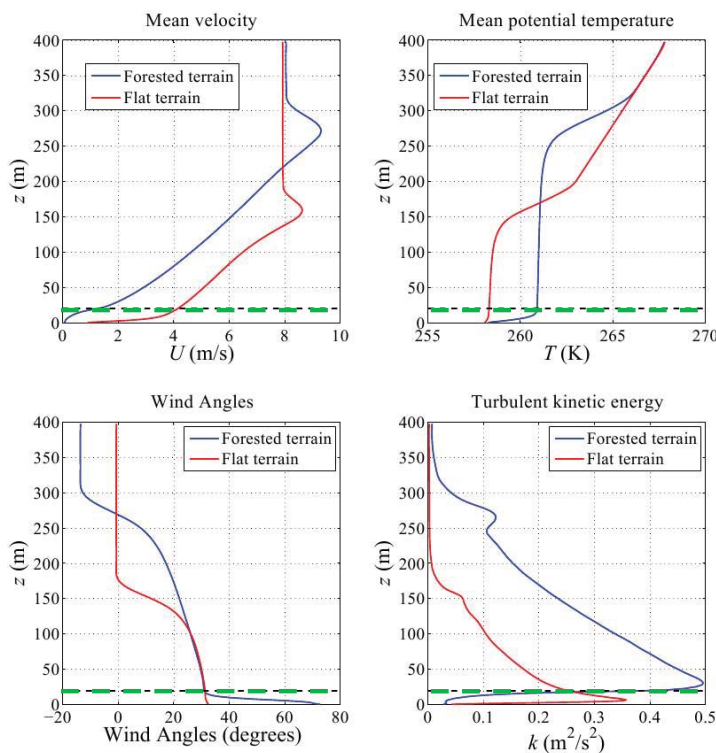 Mean velocity
400
350
300
250
200
150
100
50
0
z (m)
Forested terrain
Flat terrain
0 2 4 6 8 10
U (m/s)
Mean potential temperature
400
350
300
250
200
150
100
50
0
z (m)
Forested terrain
Flat terrain
255 260 265 270
T (K)
Wind Angles
400
350
300
250
200
150
100
50
0
z (m)
Forested terrain
Flat terrain
−20 0 20 40 60 80
Wind Angles (degrees)
Turbulent kinetic energy
400
350
300
250
200
150
100
50
0
z (m)
Forested terrain
Flat terrain
0 0.1 0.2 0.3 0.4 0.5
k (m²/s²)